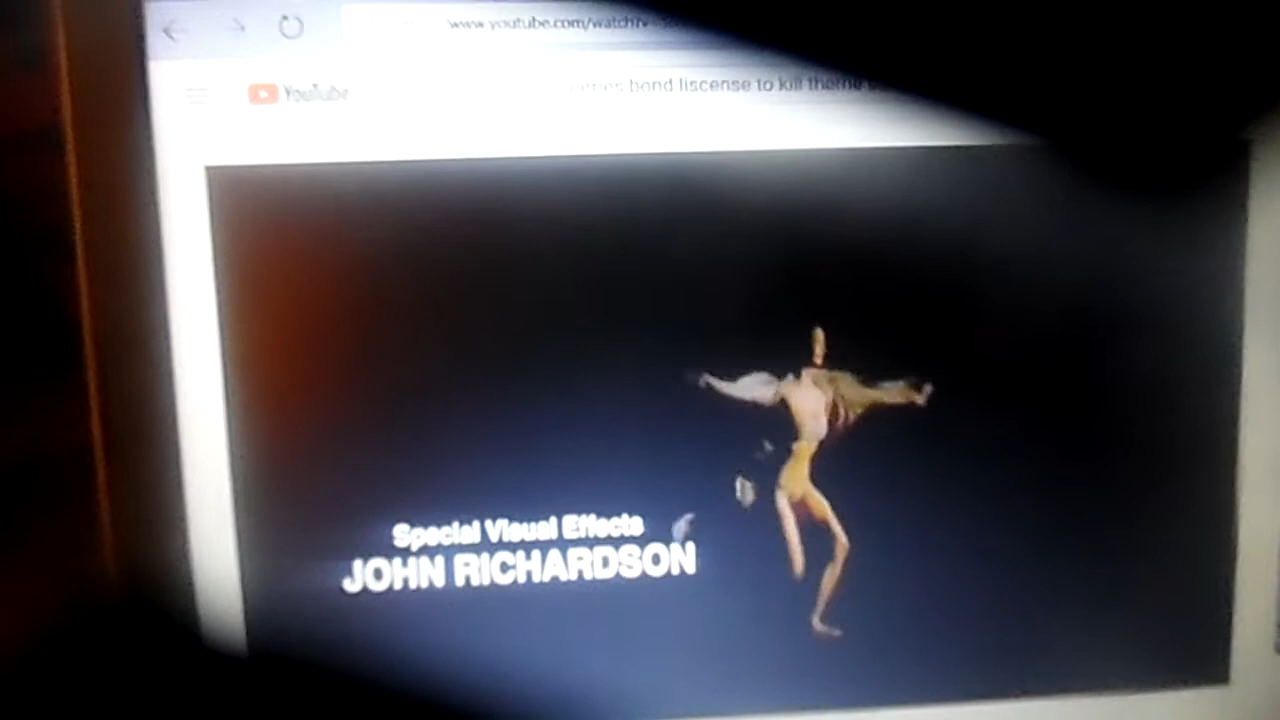 www.youtube.com/watch?v
YouTube
bond liscense to kill theme
Special Visual Effects
JOHN RICHARDSON